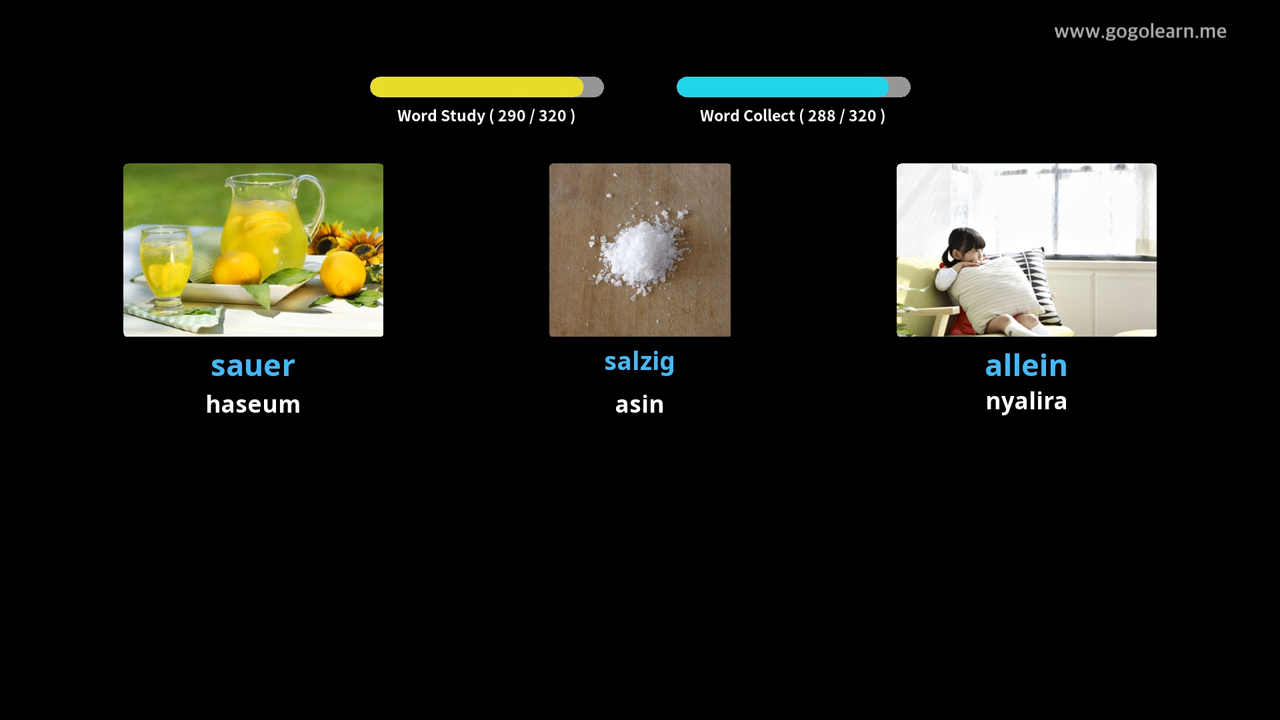 www.gogolearn.me
Word Study ( 290 / 320 )
Word Collect ( 288 / 320 )
sauer
haseum
salzig
asin
allein
nyalira